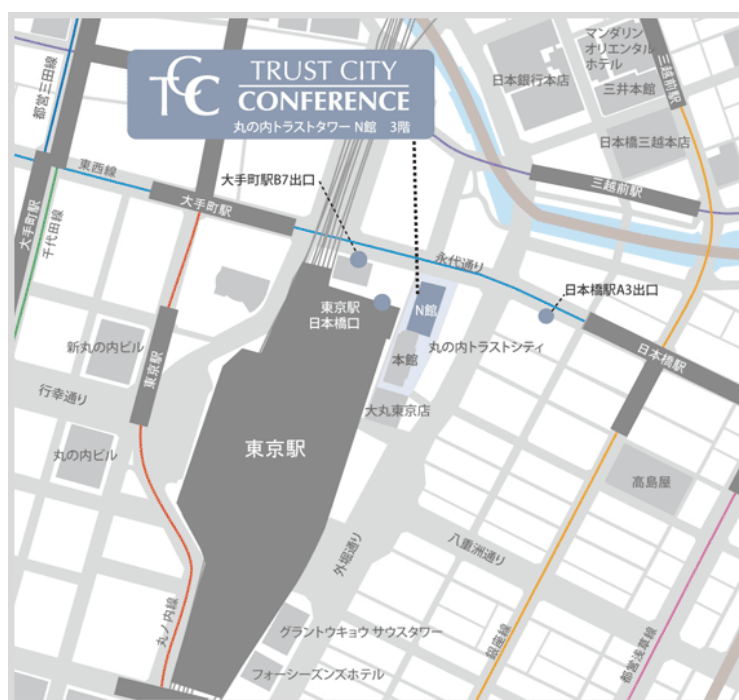 TCC
TRUST CITY
CONFERENCE
丸の内トラストタワー N館 3階
マンダリン
オリエンタル
ホテル
三井本館
日本銀行本店
日本橋三越本店
三越前駅
三越前駅
都営三田線
東西線
大手町駅
大手町駅
千代田線
大手町駅B7出口
永代通り
日本橋駅A3出口
日本橋駅
東京駅
日本橋口
N館
本館
丸の内トラストシティ
大丸東京店
新丸の内ビル
東京駅
行幸通り
丸の内ビル
東京駅
高島屋
八重洲通り
外堀通り
丸ノ内線
グラントウキョウ サウスタワー
フォーシーズンズホテル
銀座線
都営浅草線